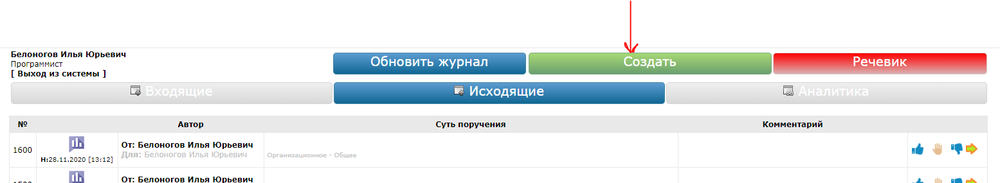 Белоногов Илья Юрьевич
Программист
[ Выход из системы ]
Обновить журнал
Создать
Речевик
Входящие
Исходящие
Аналитика
№
Автор
Суть поручения
Комментарий
1600
Н:28.11.2020 [13:12]
От: Белоногов Илья Юрьевич
Для: Белоногов Илья Юрьевич
Организационное - Общее
От: Белоногов Илья Юрьевич